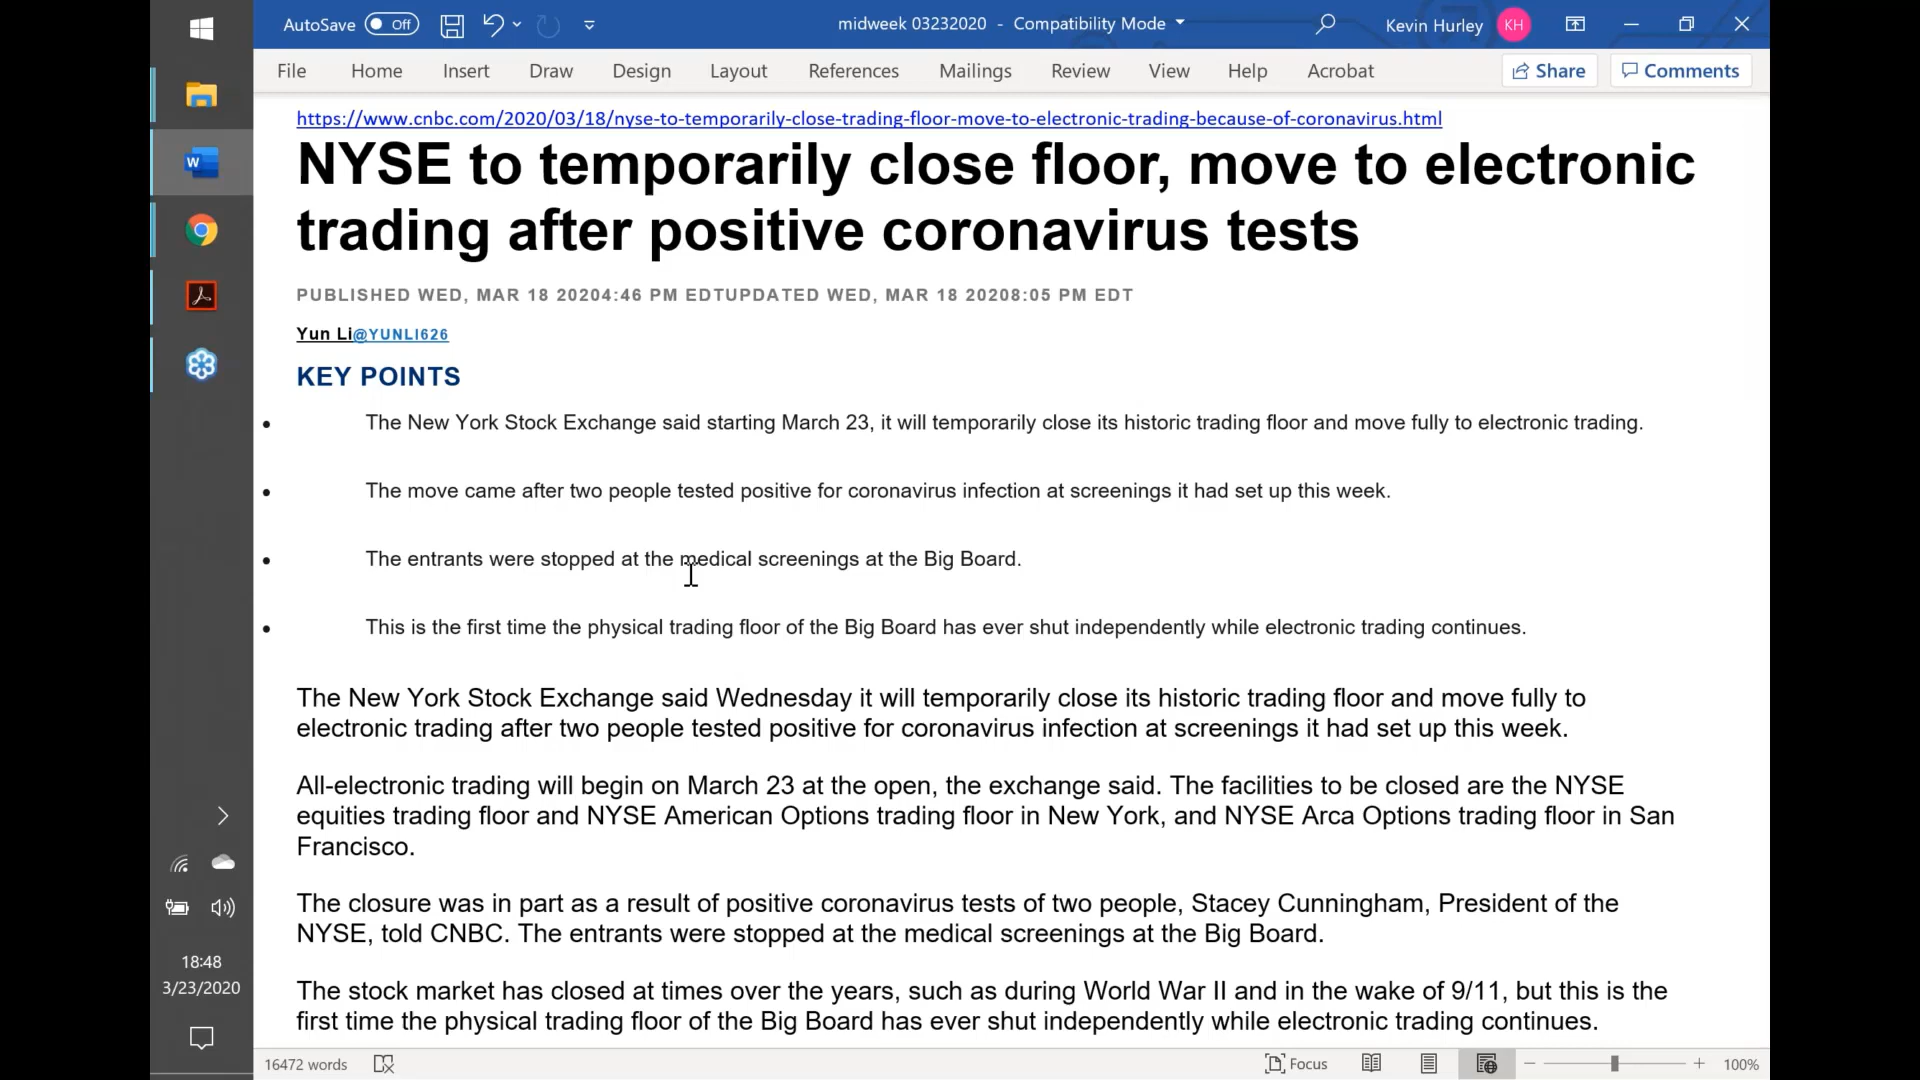 AutoSave Off midweek 03232020 - Compatibility Mode Kevin Hurley KH
File Home Insert Draw Design Layout References Mailings Review View Help Acrobat Share Comments
https://www.cnbc.com/2020/03/18/nyse-to-temporarily-close-trading-floor-move-to-electronic-trading-because-of-coronavirus.html
NYSE to temporarily close floor, move to electronic
trading after positive coronavirus tests
PUBLISHED WED, MAR 18 20204:46 PM EDTUPDATED WED, MAR 18 20208:05 PM EDT
Yun Li@YUNLI626
KEY POINTS
• The New York Stock Exchange said starting March 23, it will temporarily close its historic trading floor and move fully to electronic trading.
• The move came after two people tested positive for coronavirus infection at screenings it had set up this week.
• The entrants were stopped at the medical screenings at the Big Board.
• This is the first time the physical trading floor of the Big Board has ever shut independently while electronic trading continues.
The New York Stock Exchange said Wednesday it will temporarily close its historic trading floor and move fully to
electronic trading after two people tested positive for coronavirus infection at screenings it had set up this week.
All-electronic trading will begin on March 23 at the open, the exchange said. The facilities to be closed are the NYSE
equities trading floor and NYSE American Options trading floor in New York, and NYSE Arca Options trading floor in San
Francisco.
The closure was in part as a result of positive coronavirus tests of two people, Stacey Cunningham, President of the
NYSE, told CNBC. The entrants were stopped at the medical screenings at the Big Board.
The stock market has closed at times over the years, such as during World War II and in the wake of 9/11, but this is the
first time the physical trading floor of the Big Board has ever shut independently while electronic trading continues.
18:48
3/23/2020
16472 words Focus 100%